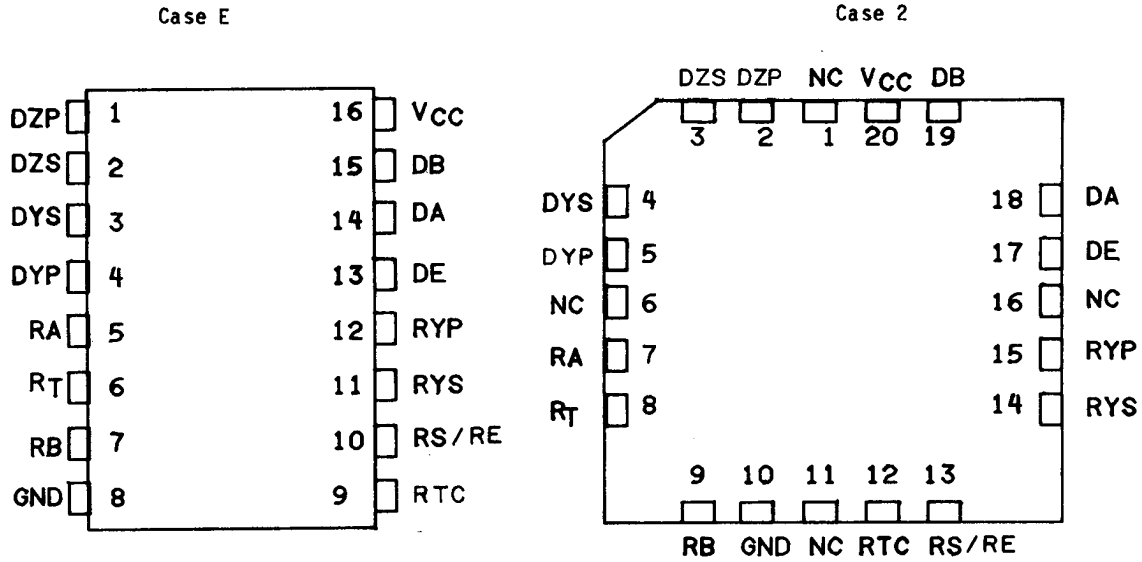 Case E
DZP 1 16 VCC
DZS 2 15 DB
DYS 3 14 DA
DYP 4 13 DE
RA 5 12 RYP
RT 6 11 RYS
RB 7 10 RS/RE
GND 8 9 RTC
Case 2
DZS DZP NC VCC DB
3 2 1 20 19
DYS 4 18 DA
DYP 5 17 DE
NC 6 16 NC
RA 7 15 RYP
RT 8 14 RYS
9 10 11 12 13
RB GND NC RTC RS/RE